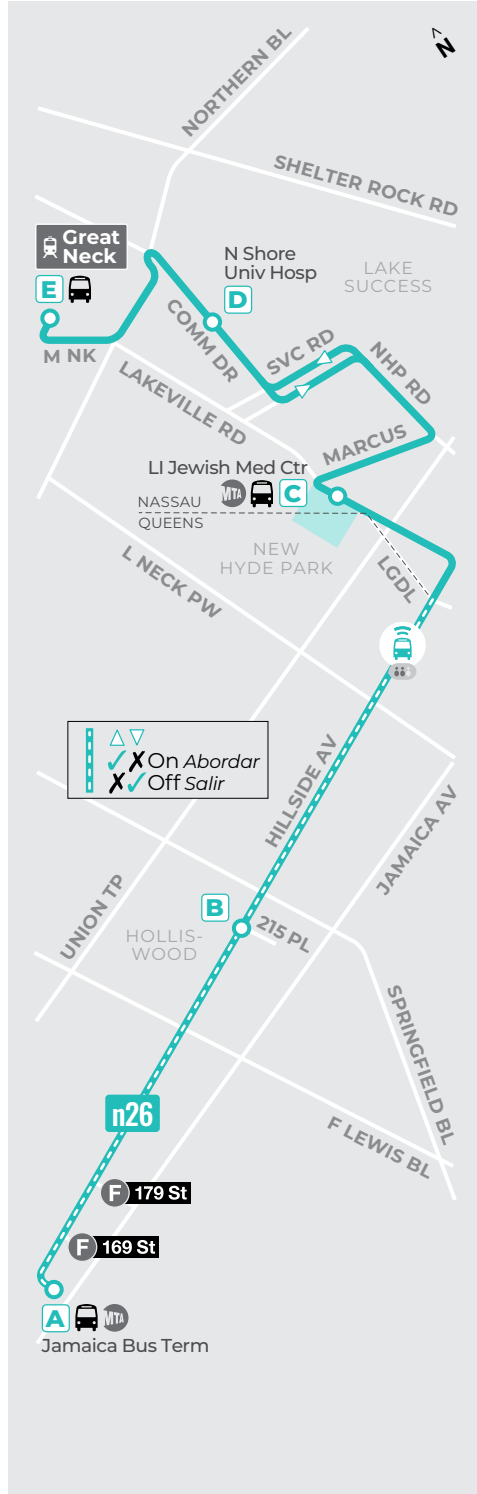 N
NORTHERN BL
SHELTER ROCK RD
Great
Neck
E
N Shore
Univ Hosp
D
LAKE
SUCCESS
COMM DR
SVC RD
NHP RD
M NK
LAKEVILLE RD
MARCUS
LI Jewish Med Ctr
MTA
C
NASSAU
QUEENS
NEW
HYDE PARK
LGDL
L NECK PW
On Abordar
Off Salir
HILLSIDE AV
JAMAICA AV
UNION TP
B
215 PL
HOLLIS-
WOOD
SPRINGFIELD BL
n26
F LEWIS BL
F 179 St
F 169 St
A
MTA
Jamaica Bus Term